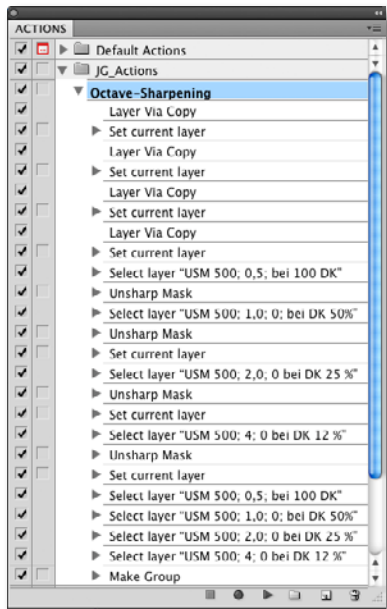 ACTIONS
Default Actions
JG_Actions
Octave-Sharpening
Layer Via Copy
Set current layer
Layer Via Copy
Set current layer
Layer Via Copy
Set current layer
Layer Via Copy
Set current layer
Select layer "USM 500; 0,5; bei 100 DK"
Unsharp Mask
Select layer "USM 500; 1,0; 0; bei DK 50%"
Unsharp Mask
Set current layer
Select layer "USM 500; 2,0; 0 bei DK 25 %"
Unsharp Mask
Set current layer
Select layer "USM 500; 4; 0 bei DK 12 %"
Unsharp Mask
Set current layer
Select layer "USM 500; 0,5; bei 100 DK"
Select layer "USM 500; 1,0; 0; bei DK 50%"
Select layer "USM 500; 2,0; 0 bei DK 25 %"
Select layer "USM 500; 4; 0 bei DK 12 %"
Make Group